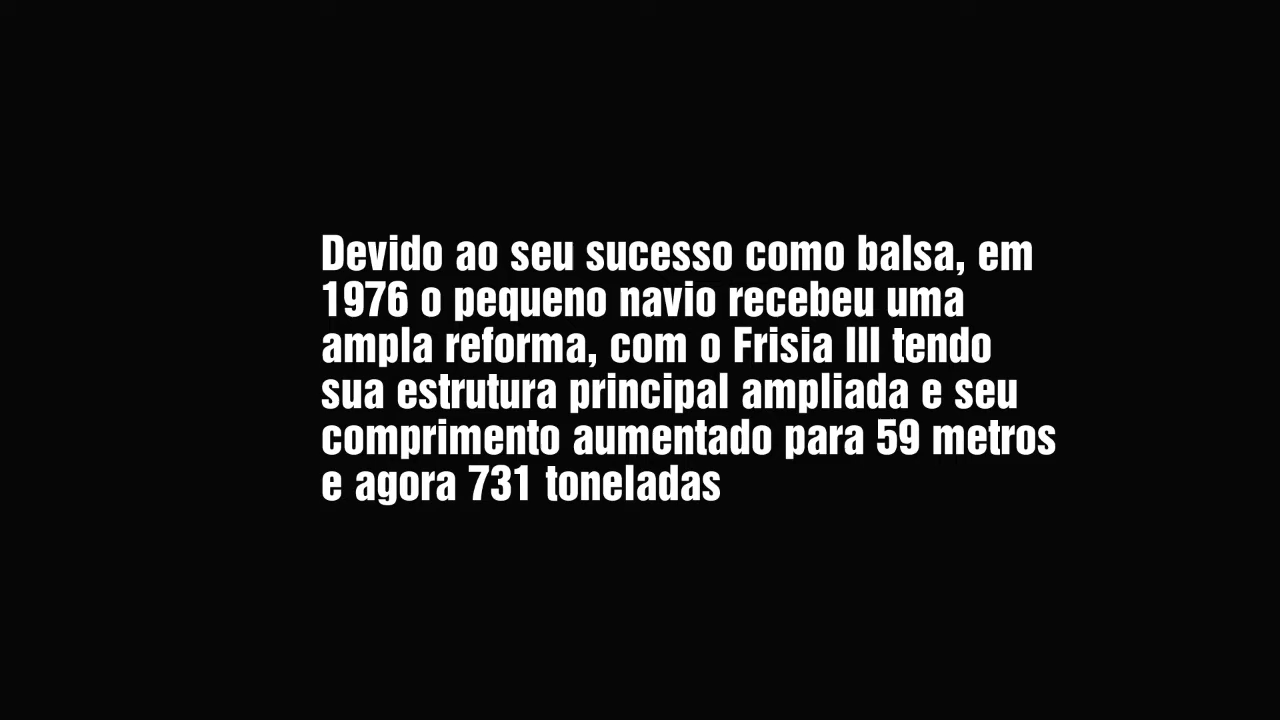 Devido ao seu sucesso como balsa, em
1976 o pequeno navio recebeu uma
ampla reforma, com o Frisia III tendo
sua estrutura principal ampliada e seu
comprimento aumentado para 59 metros
e agora 731 toneladas